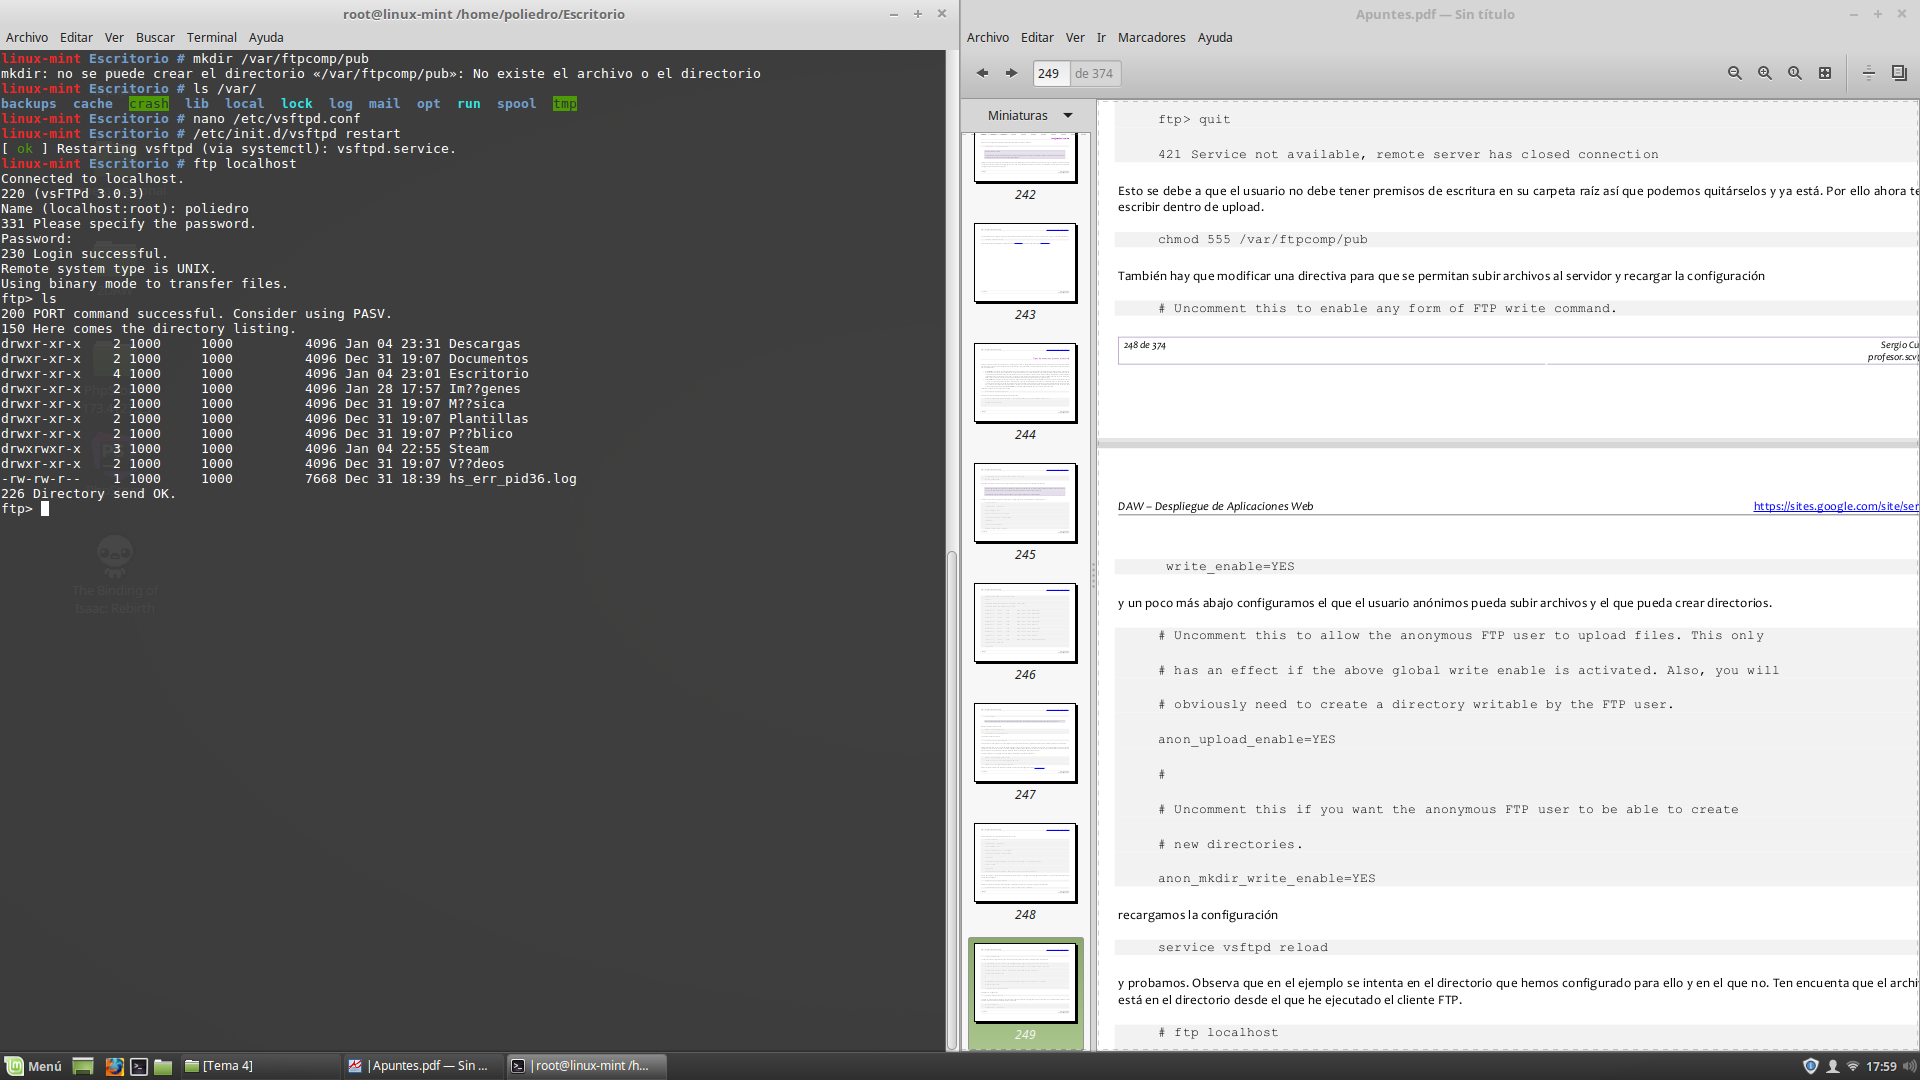 root@linux-mint /home/poliedro/Escritorio
Archivo Editar Ver Buscar Terminal Ayuda
linux-mint Escritorio # mkdir /var/ftpcomp/pub
mkdir: no se puede crear el directorio «/var/ftpcomp/pub»: No existe el archivo o el directorio
linux-mint Escritorio # ls /var/
backups cache crash lib local lock log mail opt run spool tmp
linux-mint Escritorio # nano /etc/vsftpd.conf
linux-mint Escritorio # /etc/init.d/vsftpd restart
[ ok ] Restarting vsftpd (via systemctl): vsftpd.service.
linux-mint Escritorio # ftp localhost
Connected to localhost.
220 (vsFTPd 3.0.3)
Name (localhost:root): poliedro
331 Please specify the password.
Password:
230 Login successful.
Remote system type is UNIX.
Using binary mode to transfer files.
ftp> ls
200 PORT command successful. Consider using PASV.
150 Here comes the directory listing.
drwxr-xr-x 2 1000 1000 4096 Jan 04 23:31 Descargas
drwxr-xr-x 2 1000 1000 4096 Dec 31 19:07 Documentos
drwxr-xr-x 4 1000 1000 4096 Jan 04 23:01 Escritorio
drwxr-xr-x 2 1000 1000 4096 Jan 28 17:57 Im??genes
drwxr-xr-x 2 1000 1000 4096 Dec 31 19:07 M??sica
drwxr-xr-x 2 1000 1000 4096 Dec 31 19:07 Plantillas
drwxr-xr-x 2 1000 1000 4096 Dec 31 19:07 P??blico
drwxrwxr-x 3 1000 1000 4096 Jan 04 22:55 Steam
drwxr-xr-x 2 1000 1000 4096 Dec 31 19:07 V??deos
-rw-rw-r-- 1 1000 1000 7668 Dec 31 18:39 hs_err_pid36.log
226 Directory send OK.
ftp>
The Binding of
Isaac: Rebirth
Apuntes.pdf — Sin título
Archivo Editar Ver Ir Marcadores Ayuda
249 de 374
Miniaturas
242
243
244
245
246
247
248
249
ftp> quit
421 Service not available, remote server has closed connection
Esto se debe a que el usuario no debe tener premisos de escritura en su carpeta raíz así que podemos quitárselos y ya está. Por ello ahora te
escribir dentro de upload.
chmod 555 /var/ftpcomp/pub
También hay que modificar una directiva para que se permitan subir archivos al servidor y recargar la configuración
# Uncomment this to enable any form of FTP write command.
248 de 374
Sergio Cu
profesor.scv
DAW – Despliegue de Aplicaciones Web
https://sites.google.com/site/ser
write_enable=YES
y un poco más abajo configuramos el que el usuario anónimos pueda subir archivos y el que pueda crear directorios.
# Uncomment this to allow the anonymous FTP user to upload files. This only
# has an effect if the above global write enable is activated. Also, you will
# obviously need to create a directory writable by the FTP user.
anon_upload_enable=YES
#
# Uncomment this if you want the anonymous FTP user to be able to create
# new directories.
anon_mkdir_write_enable=YES
recargamos la configuración
service vsftpd reload
y probamos. Observa que en el ejemplo se intenta en el directorio que hemos configurado para ello y en el que no. Ten encuenta que el archi
está en el directorio desde el que he ejecutado el cliente FTP.
# ftp localhost
Menú
[Tema 4]
|Apuntes.pdf — Sin ...
|root@linux-mint /h...
17:59